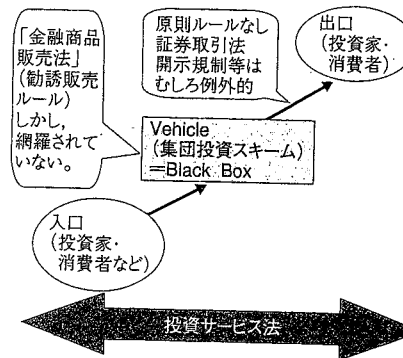 「金融商品
販売法」
(勧誘販売
ルール)
しかし,
網羅されて
いない。
原則ルールなし
証券取引法
開示規制等は
むしろ例外的
出口
(投資家・
消費者)
Vehicle
(集団投資スキーム)
=Black Box
入口
(投資家・
消費者など)
投資サービス法